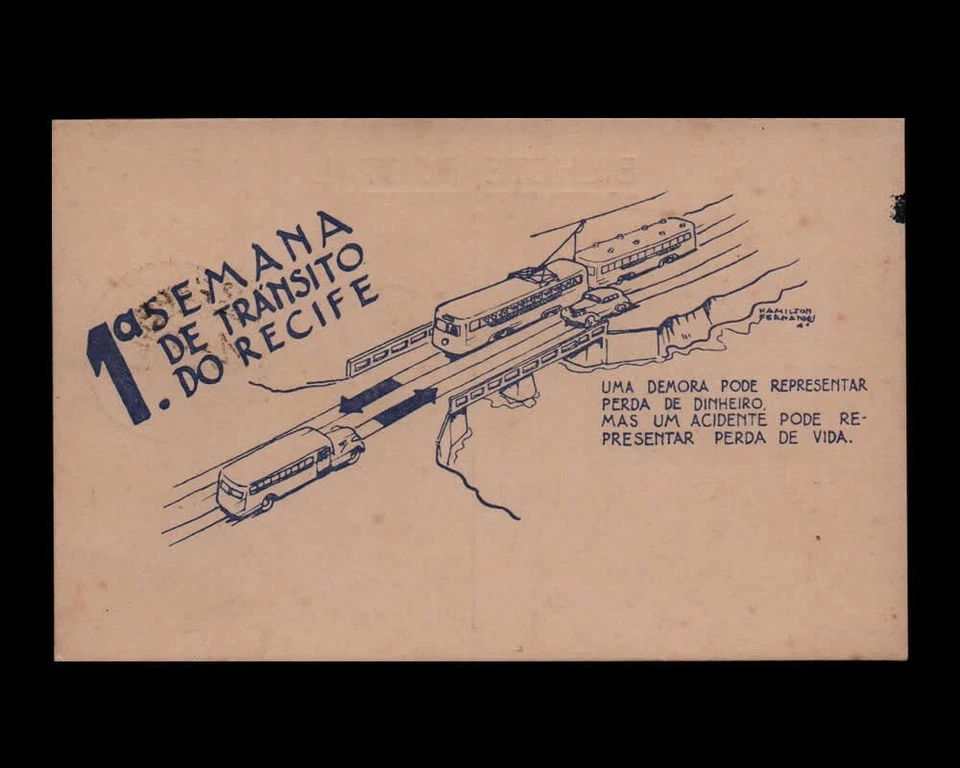 1ª. SEMANA
DE TRÂNSITO
DO RECIFE
HAMILSON
FERNANDES
UMA DEMORA PODE REPRESENTAR
PERDA DE DINHEIRO,
MAS UM ACIDENTE PODE RE-
PRESENTAR PERDA DE VIDA.